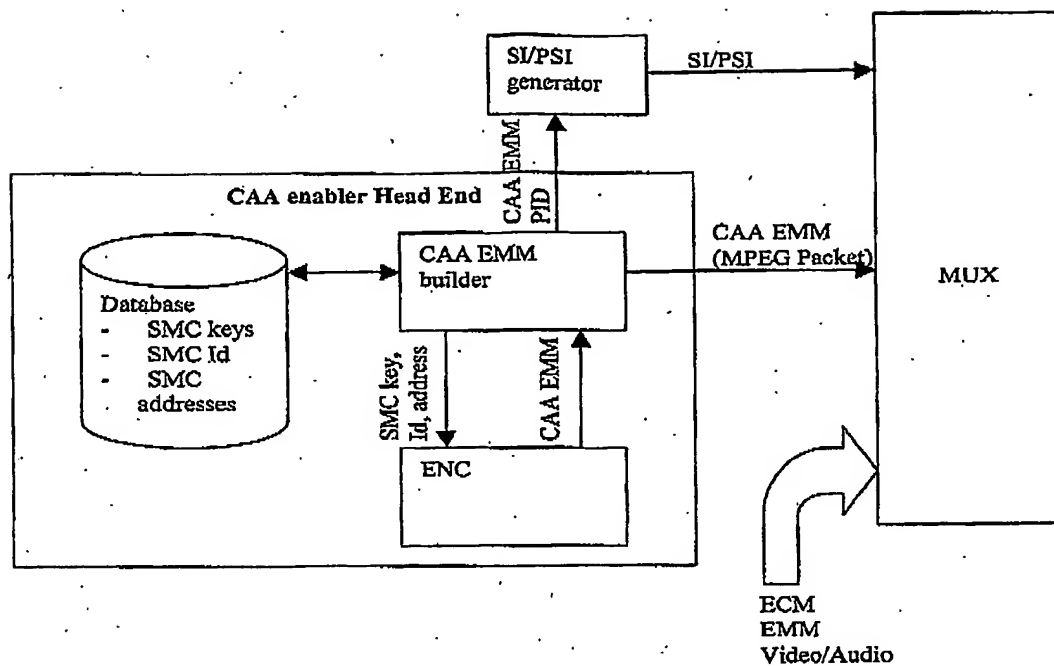 SI/PSI
generator
SI/PSI
CAA EMM
PID
CAA enabler Head End
CAA EMM
builder
CAA EMM
(MPEG Packet)
MUX
Database
- SMC keys
- SMC Id
- SMC
addresses
SMC key,
Id, address
CAA EMM
ENC
ECM
EMM
Video/Audio